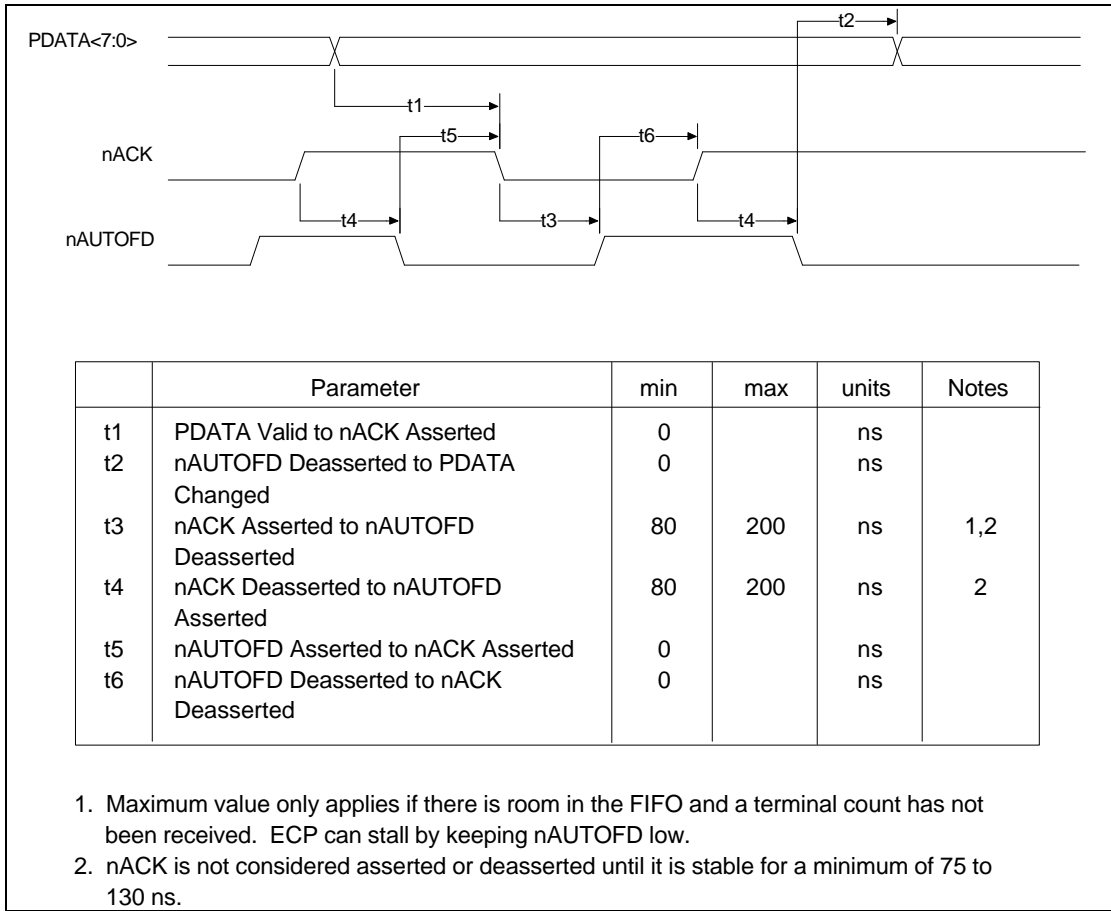 t2
PDATA<7:0>
t1
t5
t6
nACK
t4
t3
t4
nAUTOFD
Parameter min max units Notes
t1 PDATA Valid to nACK Asserted 0 ns
t2 nAUTOFD Deasserted to PDATA 0 ns
Changed
t3 nACK Asserted to nAUTOFD 80 200 ns 1,2
Deasserted
t4 nACK Deasserted to nAUTOFD 80 200 ns 2
Asserted
t5 nAUTOFD Asserted to nACK Asserted 0 ns
t6 nAUTOFD Deasserted to nACK 0 ns
Deasserted
1. Maximum value only applies if there is room in the FIFO and a terminal count has not
been received. ECP can stall by keeping nAUTOFD low.
2. nACK is not considered asserted or deasserted until it is stable for a minimum of 75 to
130 ns.